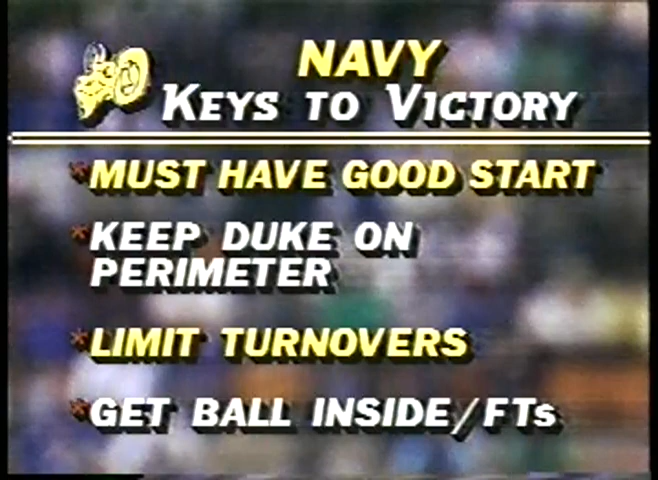 NAVY
KEYS TO VICTORY
*MUST HAVE GOOD START
*KEEP DUKE ON
PERIMETER
*LIMIT TURNOVERS
*GET BALL INSIDE/FTs